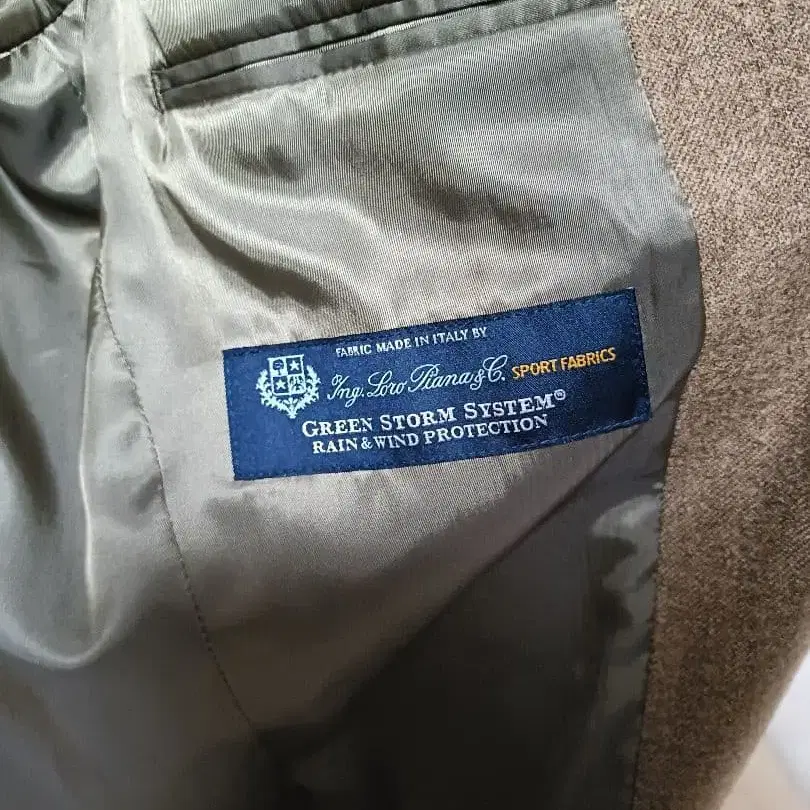 FABRIC MADE IN ITALY BY
Ing. Loro Piana & C. SPORT FABRICS
GREEN STORM SYSTEM®
RAIN & WIND PROTECTION